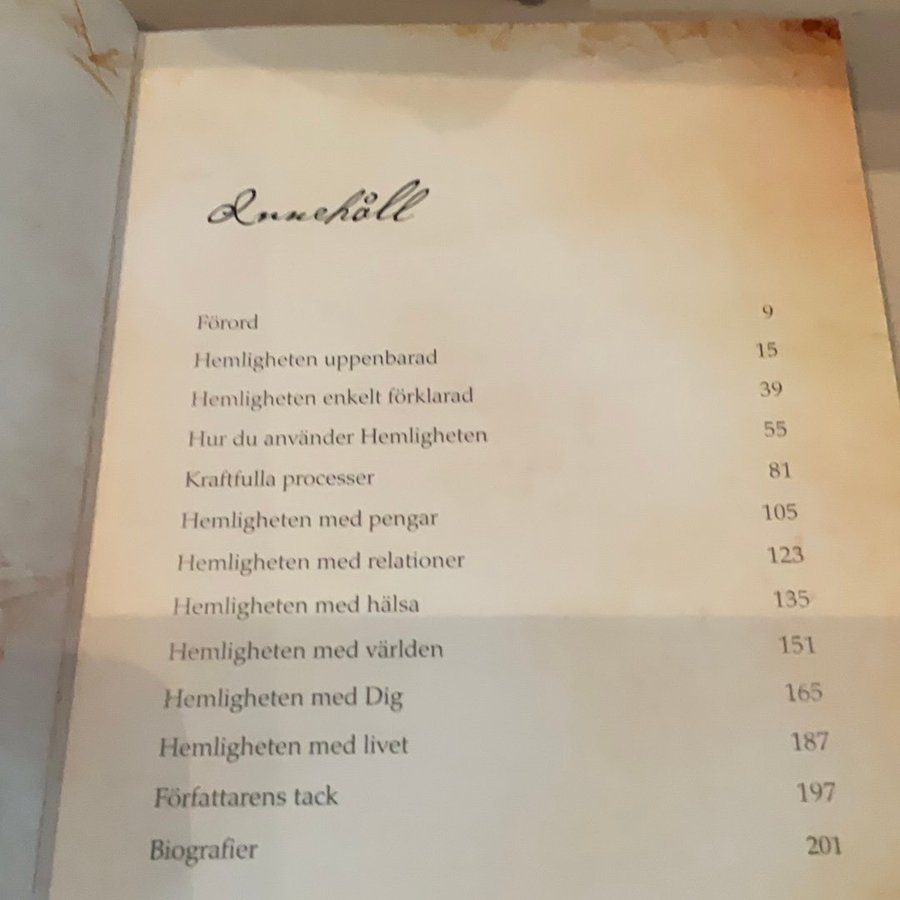 Innehåll
Förord 9
Hemligheten uppenbarad 15
Hemligheten enkelt förklarad 39
Hur du använder Hemligheten 55
Kraftfulla processer 81
Hemligheten med pengar 105
Hemligheten med relationer 123
Hemligheten med hälsa 135
Hemligheten med världen 151
Hemligheten med Dig 165
Hemligheten med livet 187
Författarens tack 197
Biografier 201